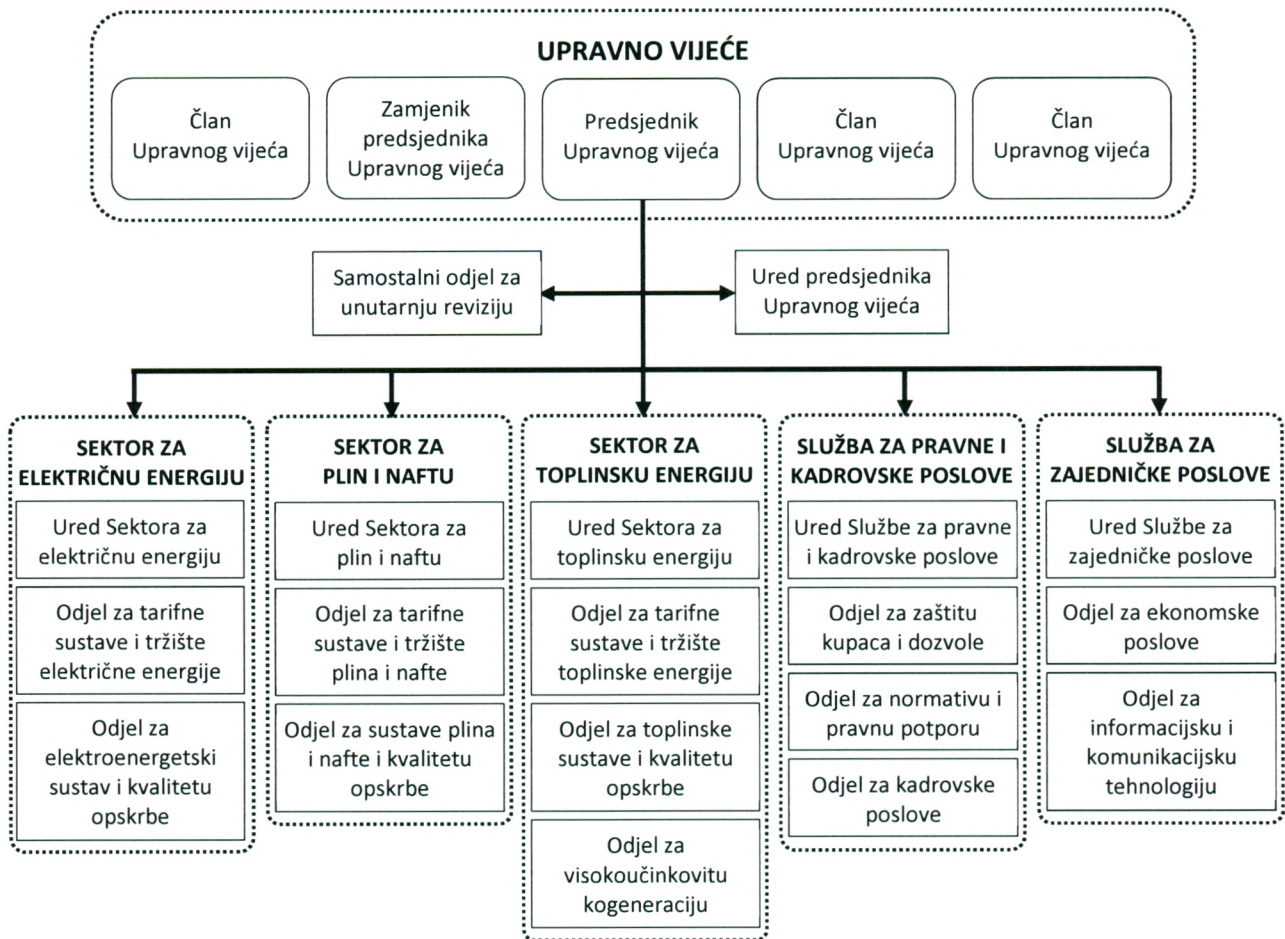 UPRAVNO VIJEĆE
Član
Upravnog vijeća
Zamjenik
predsjednika
Upravnog vijeća
Predsjednik
Upravnog vijeća
Član
Upravnog vijeća
Član
Upravnog vijeća
Samostalni odjel za
unutarnju reviziju
Ured predsjednika
Upravnog vijeća
SEKTOR ZA
ELEKTRIČNU ENERGIJU
Ured Sektora za
električnu energiju
Odjel za tarifne
sustave i tržište
električne energije
Odjel za
elektroenergetski
sustav i kvalitetu
opskrbe
SEKTOR ZA
PLIN I NAFTU
Ured Sektora za
plin i naftu
Odjel za tarifne
sustave i tržište
plina i nafte
Odjel za sustave plina
i nafte i kvalitetu
opskrbe
SEKTOR ZA
TOPLINSKU ENERGIJU
Ured Sektora za
toplinsku energiju
Odjel za tarifne
sustave i tržište
toplinske energije
Odjel za toplinske
sustave i kvalitetu
opskrbe
Odjel za
visokoučinkovitu
kogeneraciju
SLUŽBA ZA PRAVNE I
KADROVSKE POSLOVE
Ured Službe za pravne
i kadrovske poslove
Odjel za zaštitu
kupaca i dozvole
Odjel za normativu i
pravnu potporu
Odjel za kadrovske
poslove
SLUŽBA ZA
ZAJEDNIČKE POSLOVE
Ured Službe za
zajedničke poslove
Odjel za ekonomske
poslove
Odjel za
informacijsku i
komunikacijsku
tehnologiju